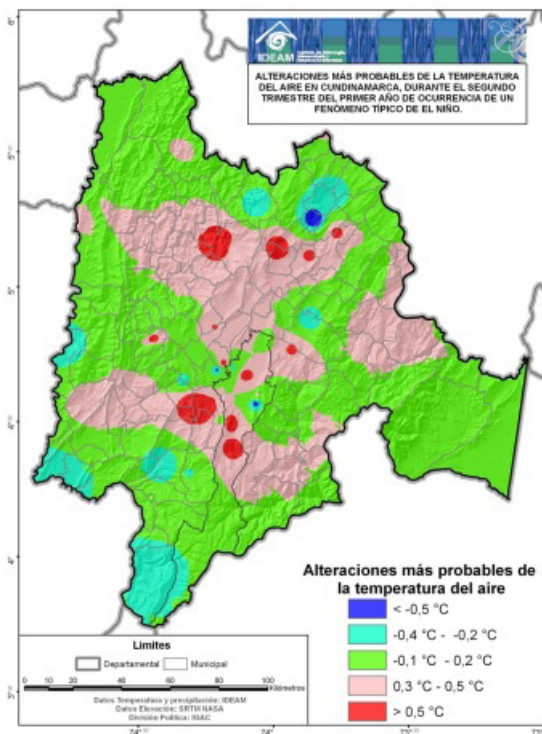 IDEAM
ALTERACIONES MÁS PROBABLES DE LA TEMPERATURA
DEL AIRE EN CUNDINAMARCA, DURANTE EL SEGUNDO
TRIMESTRE DEL PRIMER AÑO DE OCURRENCIA DE UN
FENÓMENO TÍPICO DE EL NIÑO.
Alteraciones más probables de
la temperatura del aire
< -0,5 °C
-0,4 °C - -0,2 °C
-0,1 °C - 0,2 °C
0,3 °C - 0,5 °C
> 0,5 °C
Limites
Departamental Municipal
0 20 40 60 80 100
Kilómetros
Datos Temperatura y precipitación: IDEAM
Datos Elevación: SRTM NASA
División Política: IGAC